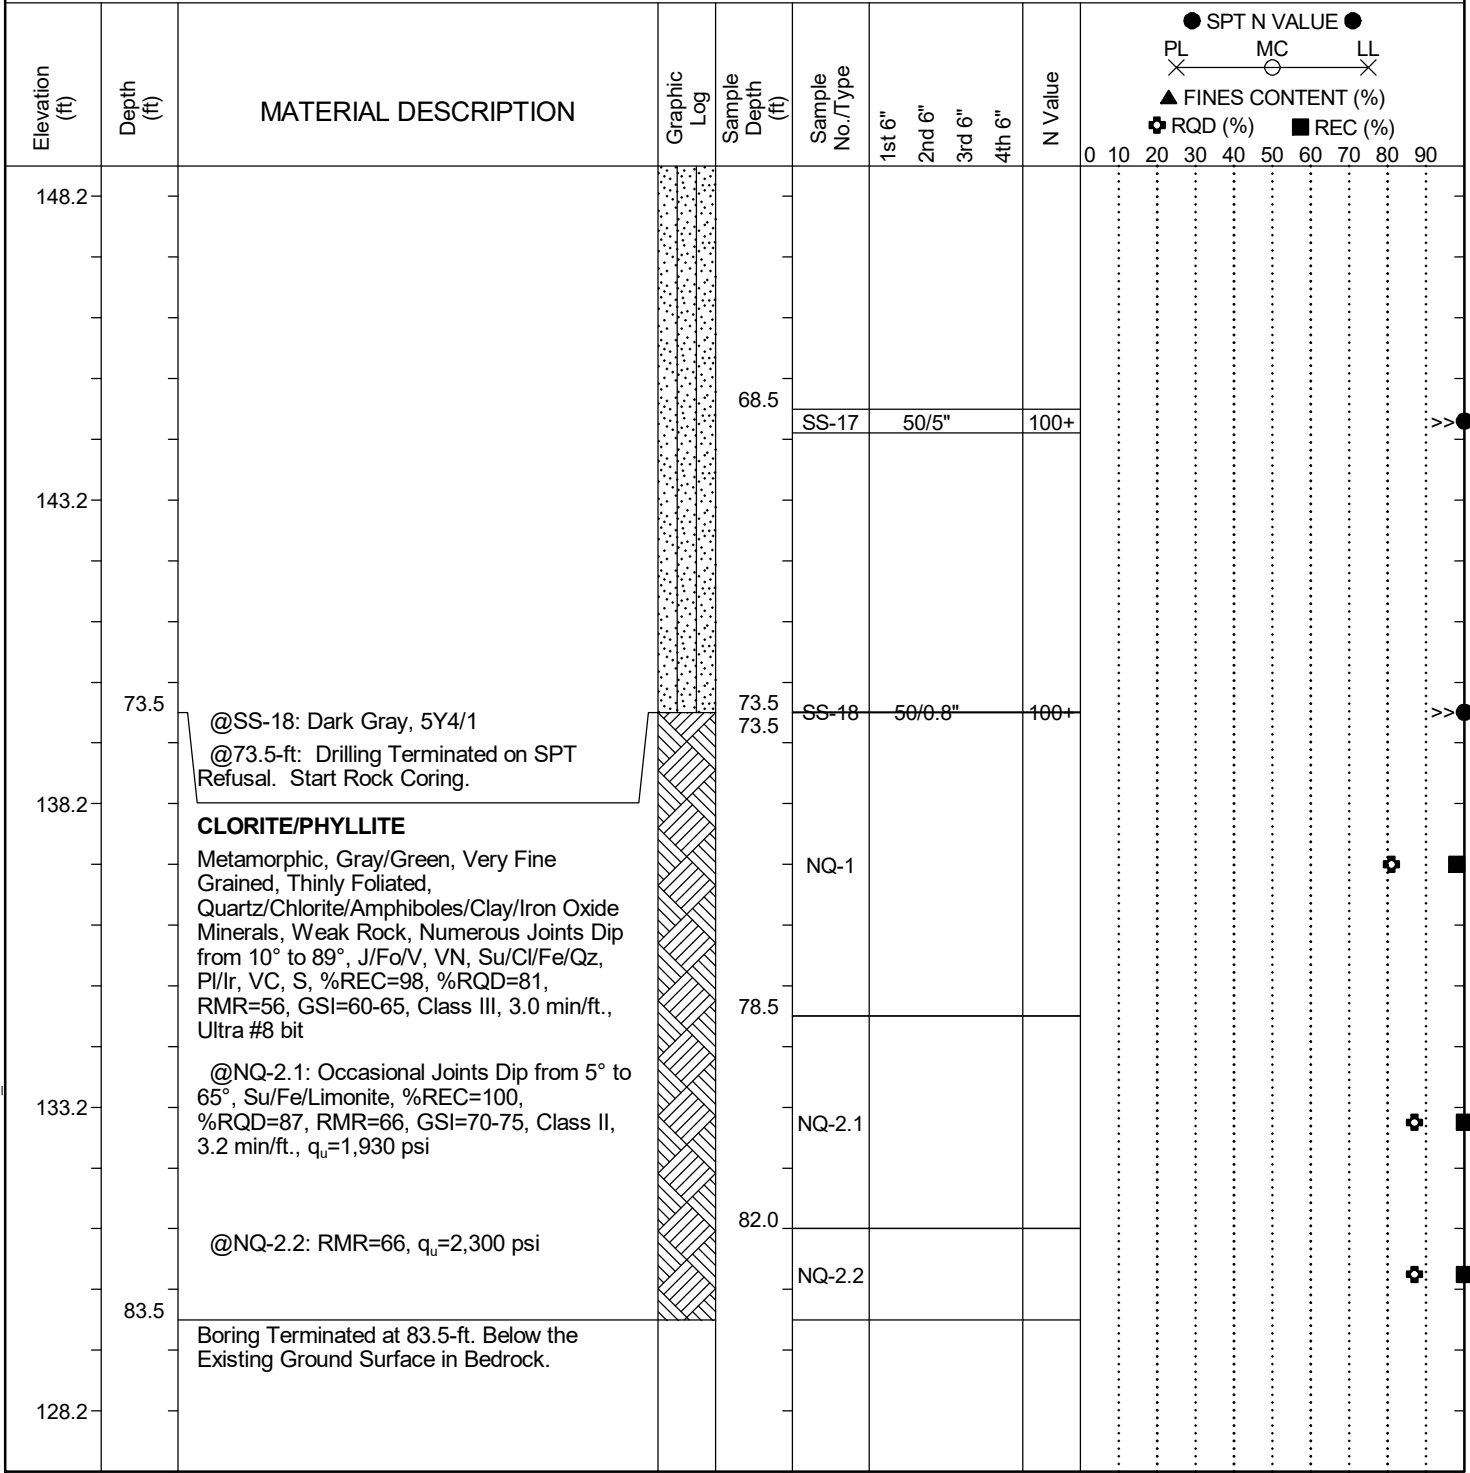 Elevation
(ft)
Depth
(ft)
MATERIAL DESCRIPTION
Graphic
Log
Sample
Depth
(ft)
Sample
No./Type
1st 6"
2nd 6"
3rd 6"
4th 6"
N Value
SPT N VALUE
PL MC LL
FINES CONTENT (%)
RQD (%) REC (%)
0 10 20 30 40 50 60 70 80 90
148.2
68.5
SS-17 50/5" 100+ >>
143.2
73.5
@SS-18: Dark Gray, 5Y4/1
73.5
73.5
SS-18 50/0.8" 100+ >>
@73.5-ft: Drilling Terminated on SPT
Refusal. Start Rock Coring.
138.2
CLORITE/PHYLLITE
Metamorphic, Gray/Green, Very Fine
Grained, Thinly Foliated,
Quartz/Chlorite/Amphiboles/Clay/Iron Oxide
Minerals, Weak Rock, Numerous Joints Dip
from 10° to 89°, J/Fo/V, VN, Su/Cl/Fe/Qz,
Pl/Ir, VC, S, %REC=98, %RQD=81,
RMR=56, GSI=60-65, Class III, 3.0 min/ft.,
Ultra #8 bit
NQ-1
78.5
@NQ-2.1: Occasional Joints Dip from 5° to
65°, Su/Fe/Limonite, %REC=100,
%RQD=87, RMR=66, GSI=70-75, Class II,
3.2 min/ft., qu=1,930 psi
133.2
NQ-2.1
82.0
@NQ-2.2: RMR=66, qu=2,300 psi
NQ-2.2
83.5
Boring Terminated at 83.5-ft. Below the
Existing Ground Surface in Bedrock.
128.2